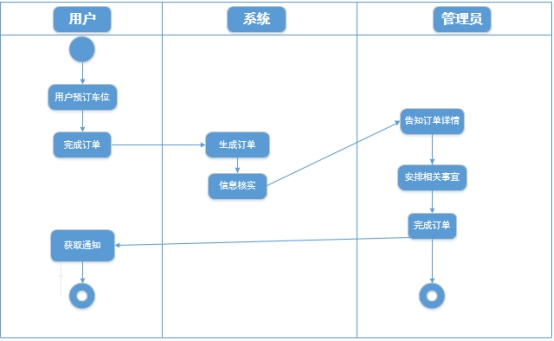 用户
系统
管理员
用户预订车位
完成订单
生成订单
信息核实
告知订单详情
安排相关事宜
完成订单
获取通知